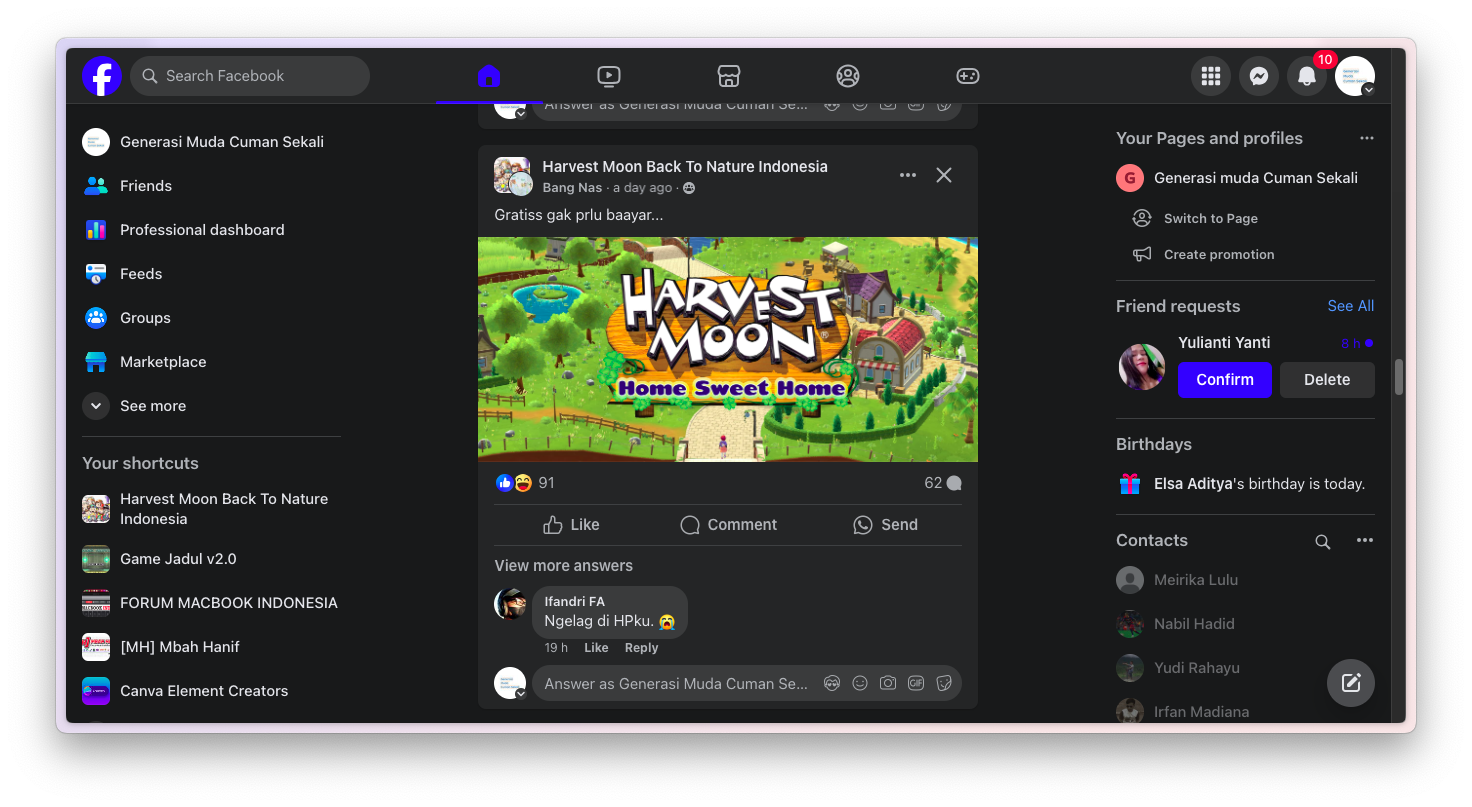 Search Facebook
10
Generasi Muda Cuman Sekali
Friends
Professional dashboard
Feeds
Groups
Marketplace
See more
Your shortcuts
Harvest Moon Back To Nature
Indonesia
Game Jadul v2.0
FORUM MACBOOK INDONESIA
[MH] Mbah Hanif
Canva Element Creators
Answer as Generasi Muda Cuman Se...
GIF
Harvest Moon Back To Nature Indonesia
Bang Nas · a day ago ·
Gratiss gak prlu baayar...
HARVEST
MOON®
Home Sweet Home
91
62
Like
Comment
Send
View more answers
Ifandri FA
Ngelag di HPku. 😭
19 h Like Reply
Answer as Generasi Muda Cuman Se...
GIF
Your Pages and profiles
G
Generasi muda Cuman Sekali
Switch to Page
Create promotion
Friend requests
See All
Yulianti Yanti
8 h
Confirm
Delete
Birthdays
Elsa Aditya's birthday is today.
Contacts
Meirika Lulu
Nabil Hadid
Yudi Rahayu
Irfan Madiana